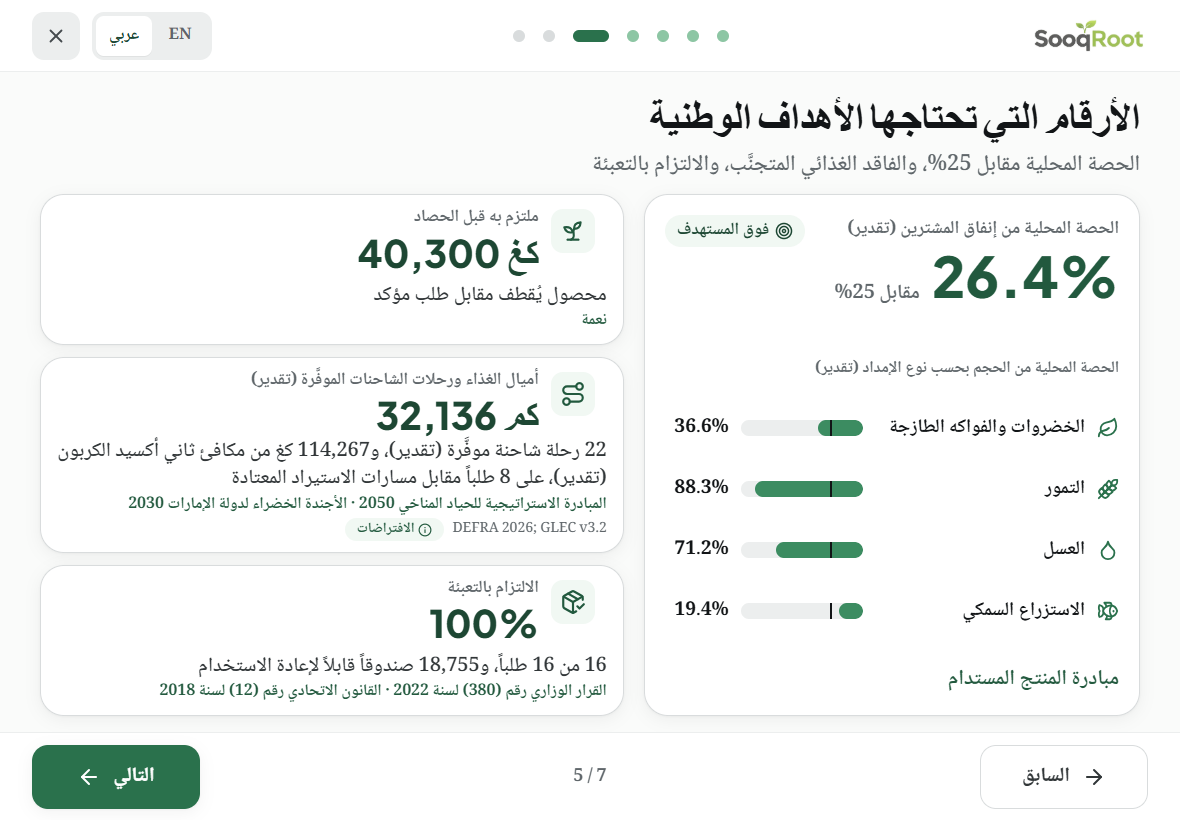 SooqRoot
EN
عربي
الأرقام التي تحتاجها الأهداف الوطنية
الحصة المحلية مقابل 25%، والفاقد الغذائي المتجنَّب، والالتزام بالتعبئة
الحصة المحلية من إنفاق المشترين (تقدير)
فوق المستهدف
26.4%
مقابل 25%
الحصة المحلية من الحجم بحسب نوع الإمداد (تقدير)
الخضروات والفواكه الطازجة 36.6%
التمور 88.3%
العسل 71.2%
الاستزراع السمكي 19.4%
مبادرة المنتج المستدام
ملتزم به قبل الحصاد
40,300 كغ
محصول يُقطف مقابل طلب مؤكد
نعمة
أميال الغذاء ورحلات الشاحنات الموفَّرة (تقدير)
32,136 كم
22 رحلة شاحنة موفَّرة (تقدير)، و114,267 كغ من مكافئ ثاني أكسيد الكربون
(تقدير)، على 8 طلباً مقابل مسارات الاستيراد المعتادة
المبادرة الاستراتيجية للحياد المناخي 2050 · الأجندة الخضراء لدولة الإمارات 2030
DEFRA 2026; GLEC v3.2
الافتراضات
الالتزام بالتعبئة
100%
16 من 16 طلباً، و18,755 صندوقاً قابلاً لإعادة الاستخدام
القرار الوزاري رقم (380) لسنة 2022 · القانون الاتحادي رقم (12) لسنة 2018
السابق
5 / 7
التالي